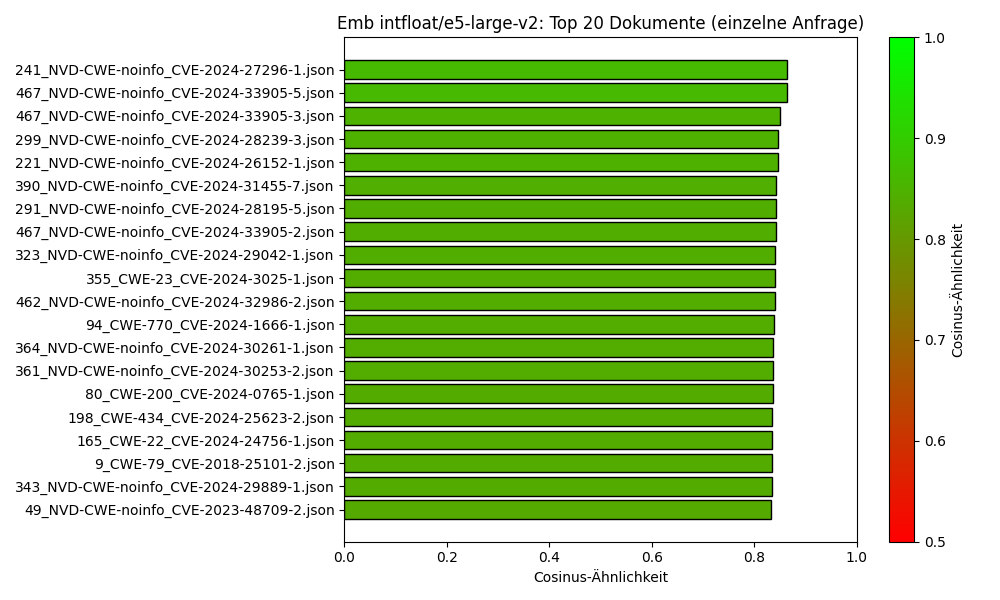 Emb intfloat/e5-large-v2: Top 20 Dokumente (einzelne Anfrage)
241_NVD-CWE-noinfo_CVE-2024-27296-1.json
467_NVD-CWE-noinfo_CVE-2024-33905-5.json
467_NVD-CWE-noinfo_CVE-2024-33905-3.json
299_NVD-CWE-noinfo_CVE-2024-28239-3.json
221_NVD-CWE-noinfo_CVE-2024-26152-1.json
390_NVD-CWE-noinfo_CVE-2024-31455-7.json
291_NVD-CWE-noinfo_CVE-2024-28195-5.json
467_NVD-CWE-noinfo_CVE-2024-33905-2.json
323_NVD-CWE-noinfo_CVE-2024-29042-1.json
355_CWE-23_CVE-2024-3025-1.json
462_NVD-CWE-noinfo_CVE-2024-32986-2.json
94_CWE-770_CVE-2024-1666-1.json
364_NVD-CWE-noinfo_CVE-2024-30261-1.json
361_NVD-CWE-noinfo_CVE-2024-30253-2.json
80_CWE-200_CVE-2024-0765-1.json
198_CWE-434_CVE-2024-25623-2.json
165_CWE-22_CVE-2024-24756-1.json
9_CWE-79_CVE-2018-25101-2.json
343_NVD-CWE-noinfo_CVE-2024-29889-1.json
49_NVD-CWE-noinfo_CVE-2023-48709-2.json
0.0 0.2 0.4 0.6 0.8 1.0
Cosinus-Ähnlichkeit
1.0
0.9
0.8
0.7
0.6
0.5
Cosinus-Ähnlichkeit